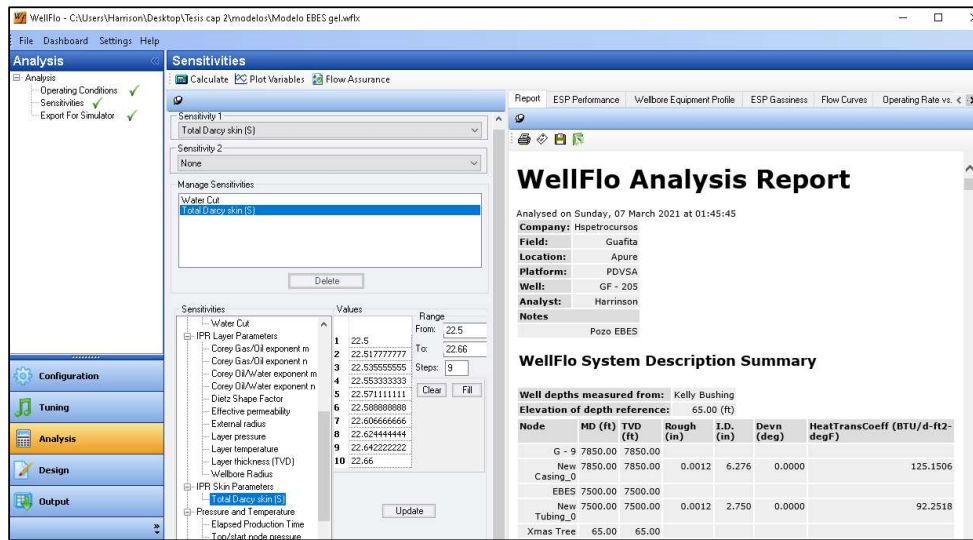 WellFlo - C:\Users\Harrison\Desktop\Tesis cap 2\modelos\Modelo EBES gel.wflx
File Dashboard Settings Help
Analysis
Analysis
Operating Conditions
Sensitivities
Export For Simulator
Configuration
Tuning
Analysis
Design
Output
Sensitivities
Calculate Plot Variables Flow Assurance
Sensitivity 1
Total Darcy skin (S)
Sensitivity 2
None
Manage Sensitivities
Water Cut
Total Darcy skin (S)
Delete
Sensitivities
Water Cut
IPR Layer Parameters
Corey Gas/Oil exponent m
Corey Gas/Oil exponent n
Corey Oil/Water exponent m
Corey Oil/Water exponent n
Dietz Shape Factor
Effective permeability
External radius
Layer pressure
Layer temperature
Layer thickness (TVD)
Wellbore Radius
IPR Skin Parameters
Total Darcy skin (S)
Pressure and Temperature
Elapsed Production Time
Top/start node pressure
Values
1 22.5
2 22.517777777
3 22.535555555
4 22.553333333
5 22.571111111
6 22.588888888
7 22.606666666
8 22.624444444
9 22.642222222
10 22.66
Range
From: 22.5
To: 22.66
Steps: 9
Clear Fill
Update
Report ESP Performance Wellbore Equipment Profile ESP Gassiness Flow Curves Operating Rate vs.
WellFlo Analysis Report
Analysed on Sunday, 07 March 2021 at 01:45:45
Company: Hspetrocursos
Field: Guafita
Location: Apure
Platform: PDVSA
Well: GF - 205
Analyst: Harrinson
Notes
Pozo EBES
WellFlo System Description Summary
Well depths measured from: Kelly Bushing
Elevation of depth reference: 65.00 (ft)
Node MD (ft) TVD (ft) Rough (in) I.D. (in) Devn (deg) HeatTransCoeff (BTU/d-ft2-degF)
G - 9 7850.00 7850.00
New Casing_0 7850.00 7850.00 0.0012 6.276 0.0000 125.1506
EBES 7500.00 7500.00
New Tubing_0 7500.00 7500.00 0.0012 2.750 0.0000 92.2518
Xmas Tree 65.00 65.00